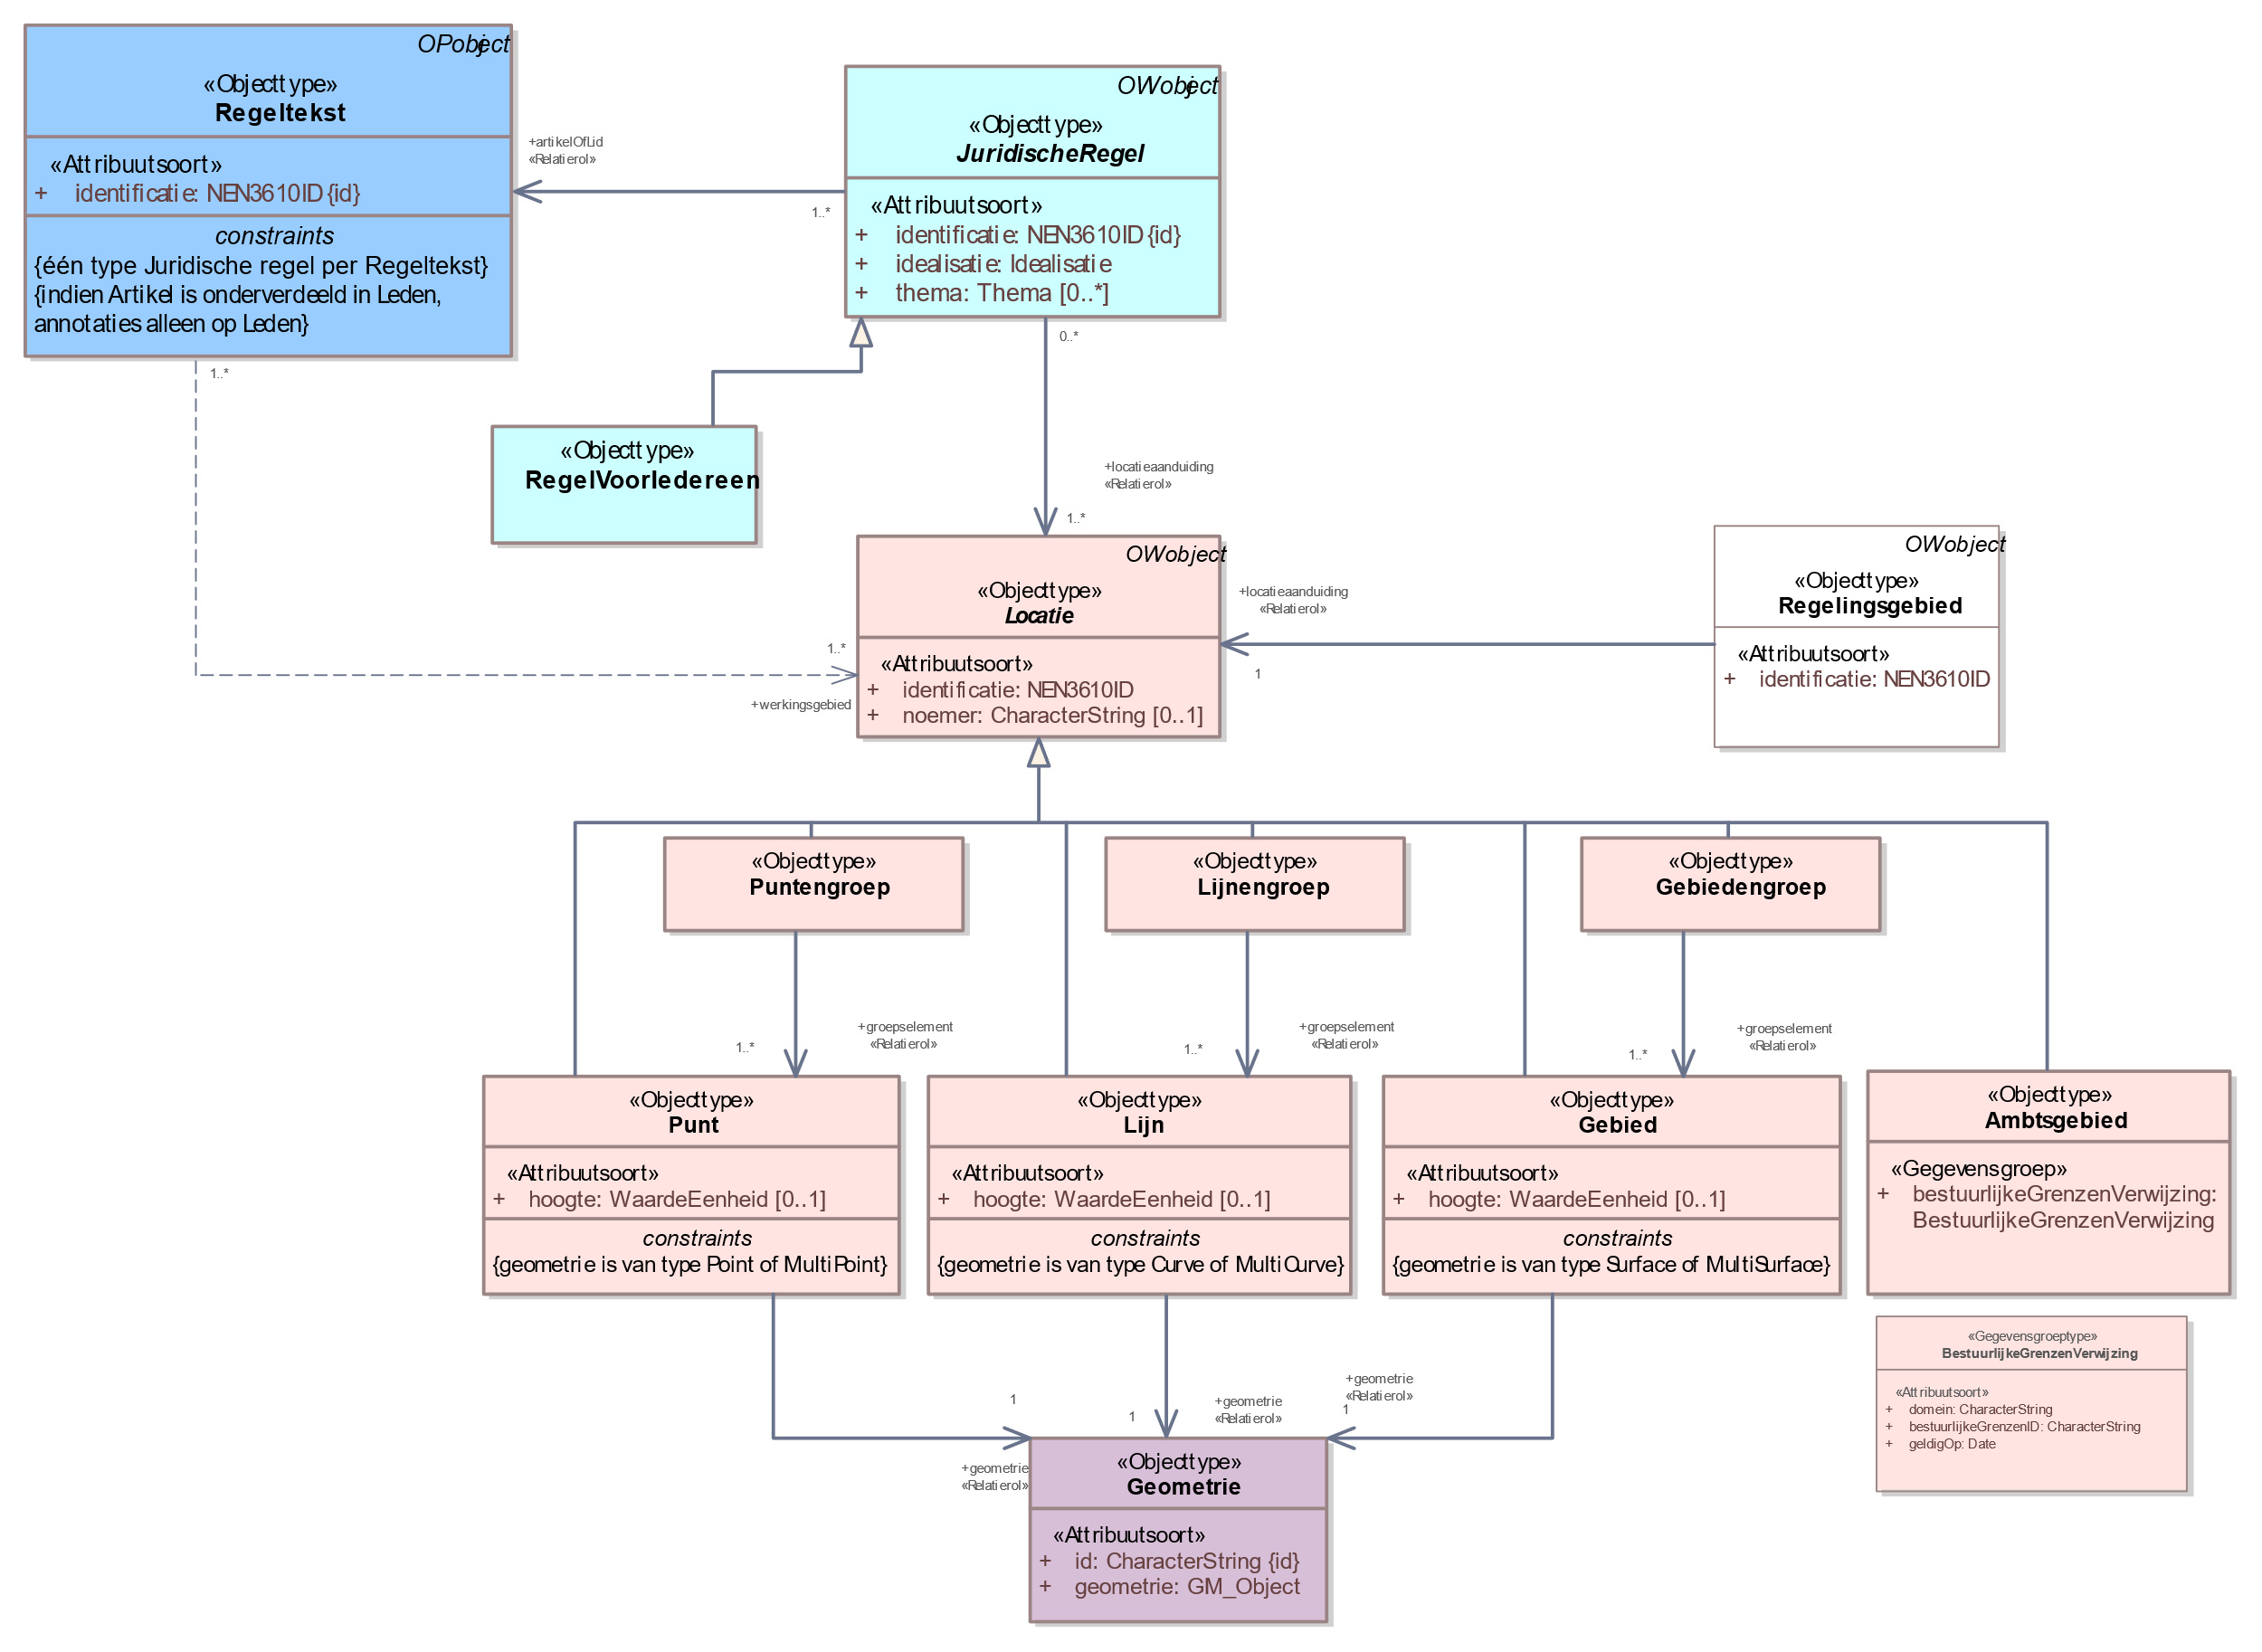 OPobject
«Objecttype»
Regeltekst
«Attribuutsoort»
+ identificatie: NEN3610ID {id}
constraints
{één type Juridische regel per Regeltekst}
{indien Artikel is onderverdeeld in Leden,
annotaties alleen op Leden}
+artikelOfLid
«Relatierol»
1..*
OWobject
«Objecttype»
JuridischeRegel
«Attribuutsoort»
+ identificatie: NEN3610ID {id}
+ idealisatie: Idealisatie
+ thema: Thema [0..*]
1..*
0..*
«Objecttype»
RegelVoorIedereen
+locatieaanduiding
«Relatierol»
1..*
OWobject
«Objecttype»
Locatie
«Attribuutsoort»
+ identificatie: NEN3610ID
+ noemer: CharacterString [0..1]
1..*
+werkingsgebied
+locatieaanduiding
«Relatierol»
1
OWobject
«Objecttype»
Regelingsgebied
«Attribuutsoort»
+ identificatie: NEN3610ID
«Objecttype»
Puntengroep
«Objecttype»
Lijnengroep
«Objecttype»
Gebiedengroep
+groepselement
«Relatierol»
1..*
+groepselement
«Relatierol»
1..*
+groepselement
«Relatierol»
1..*
«Objecttype»
Punt
«Attribuutsoort»
+ hoogte: WaardeEenheid [0..1]
constraints
{geometrie is van type Point of MultiPoint}
«Objecttype»
Lijn
«Attribuutsoort»
+ hoogte: WaardeEenheid [0..1]
constraints
{geometrie is van type Curve of MultiCurve}
«Objecttype»
Gebied
«Attribuutsoort»
+ hoogte: WaardeEenheid [0..1]
constraints
{geometrie is van type Surface of MultiSurface}
«Objecttype»
Ambtsgebied
«Gegevensgroep»
+ bestuurlijkeGrenzenVerwijzing:
BestuurlijkeGrenzenVerwijzing
«Gegevensgroeptype»
BestuurlijkeGrenzenVerwijzing
«Attribuutsoort»
+ domein: CharacterString
+ bestuurlijkeGrenzenID: CharacterString
+ geldigOp: Date
1
+geometrie
«Relatierol»
1
+geometrie
«Relatierol»
+geometrie
«Relatierol»
1
«Objecttype»
Geometrie
«Attribuutsoort»
+ id: CharacterString {id}
+ geometrie: GM_Object